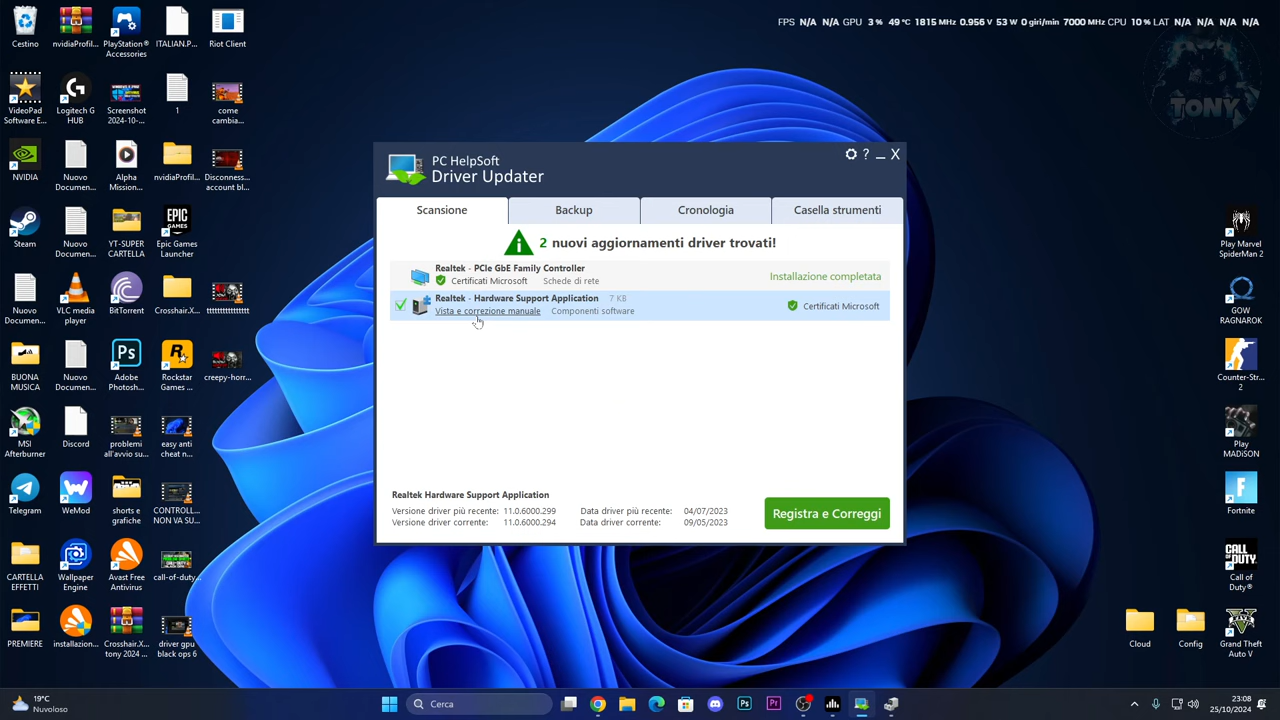 FPS N/A N/A GPU 3 % 49 °C 1815 MHz 0.956 V 53 W 0 giri/min 7000 MHz CPU 10 % LAT N/A N/A N/A N/A
Cestino
nvidiaProfil...
PlayStation®
Accessories
ITALIAN.P...
Riot Client
VideoPad
Software E...
Logitech G
HUB
Screenshot
2024-10-...
1
come
cambia...
NVIDIA
Nuovo
Documen...
Alpha
Mission...
nvidiaProfil...
Disconness...
account bl...
Steam
Nuovo
Documen...
YT-SUPER
CARTELLA
Epic Games
Launcher
Nuovo
Documen...
VLC media
player
BitTorrent
Crosshair.X...
tttttttttttttttt
BUONA
MUSICA
Nuovo
Documen...
Adobe
Photosh...
Rockstar
Games ...
creepy-horr...
MSI
Afterburner
Discord
problemi
all'avvio su...
easy anti
cheat n...
Telegram
WeMod
shorts e
grafiche
CONTROLL...
NON VA SU...
CARTELLA
EFFETTI
Wallpaper
Engine
Avast Free
Antivirus
call-of-duty...
PREMIERE
installazion...
Crosshair.X...
tony 2024 ...
driver gpu
black ops 6
TONY
PC HelpSoft
Driver Updater
? _ X
Scansione
Backup
Cronologia
Casella strumenti
2 nuovi aggiornamenti driver trovati!
Realtek - PCIe GbE Family Controller
Certificati Microsoft
Schede di rete
Installazione completata
Realtek - Hardware Support Application
7 KB
Vista e correzione manuale
Componenti software
Certificati Microsoft
Realtek Hardware Support Application
Versione driver più recente: 11.0.6000.299
Data driver più recente: 04/07/2023
Versione driver corrente: 11.0.6000.294
Data driver corrente: 09/05/2023
Registra e Correggi
Play Marvel
SpiderMan 2
GOW
RAGNAROK
Counter-Str...
2
Play
MADiSON
Fortnite
CALL OF DUTY
Call of
Duty®
Cloud
Config
Grand Theft
Auto V
19°C
Nuvoloso
Cerca
23:08
25/10/2024